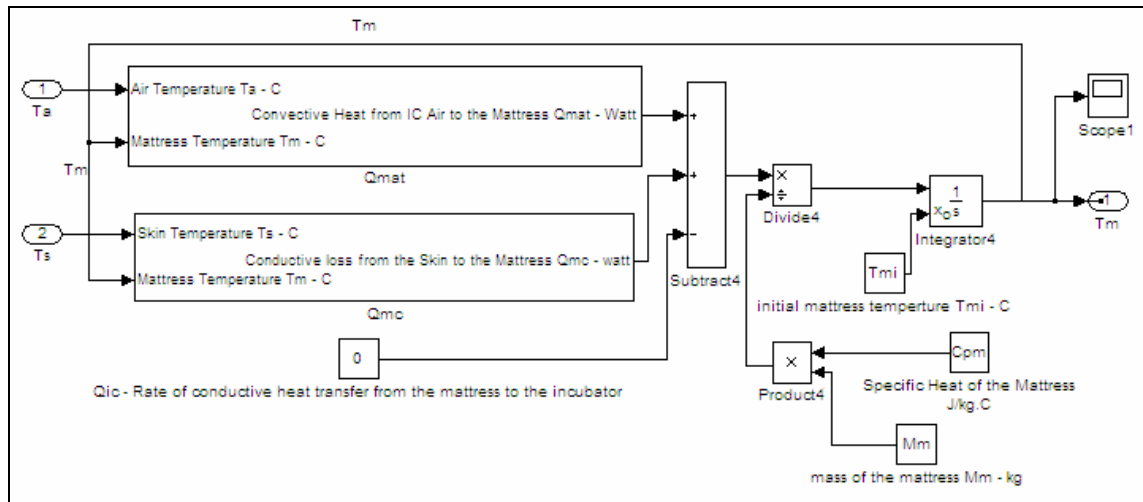 Tm
1
Ta
Air Temperature Ta - C
Convective Heat from IC Air to the Mattress Qmat - Watt
Mattress Temperature Tm - C
Qmat
Tm
2
Ts
Skin Temperature Ts - C
Conductive loss from the Skin to the Mattress Qmc - watt
Mattress Temperature Tm - C
Qmc
0
Qic - Rate of conductive heat transfer from the mattress to the incubator
+
+
−
Subtract4
×
÷
Divide4
1
s
xo
Integrator4
Scope1
1
Tm
Tmi
initial mattress temperture Tmi - C
×
Product4
Cpm
Specific Heat of the Mattress
J/kg.C
Mm
mass of the mattress Mm - kg